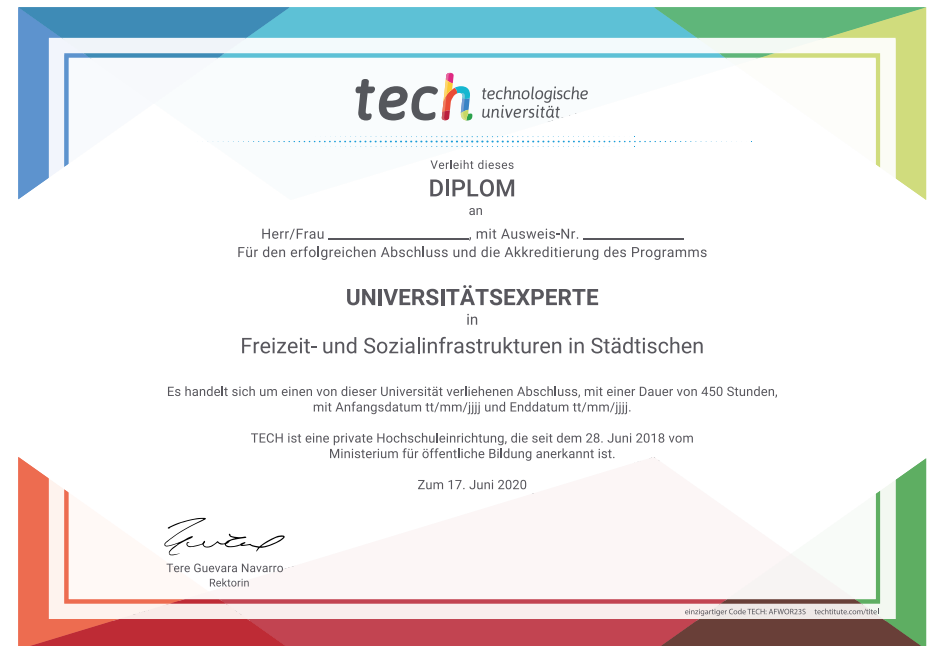 tech technologische
universität
Verleiht dieses
DIPLOM
an
Herr/Frau ____________________, mit Ausweis-Nr. ______________
Für den erfolgreichen Abschluss und die Akkreditierung des Programms
UNIVERSITÄTSEXPERTE
in
Freizeit- und Sozialinfrastrukturen in Städtischen
Es handelt sich um einen von dieser Universität verliehenen Abschluss, mit einer Dauer von 450 Stunden,
mit Anfangsdatum tt/mm/jjjj und Enddatum tt/mm/jjjj.
TECH ist eine private Hochschuleinrichtung, die seit dem 28. Juni 2018 vom
Ministerium für öffentliche Bildung anerkannt ist.
Zum 17. Juni 2020
Tere Guevara Navarro
Rektorin
einzigartiger Code TECH: AFWOR23S techtitute.com/titel